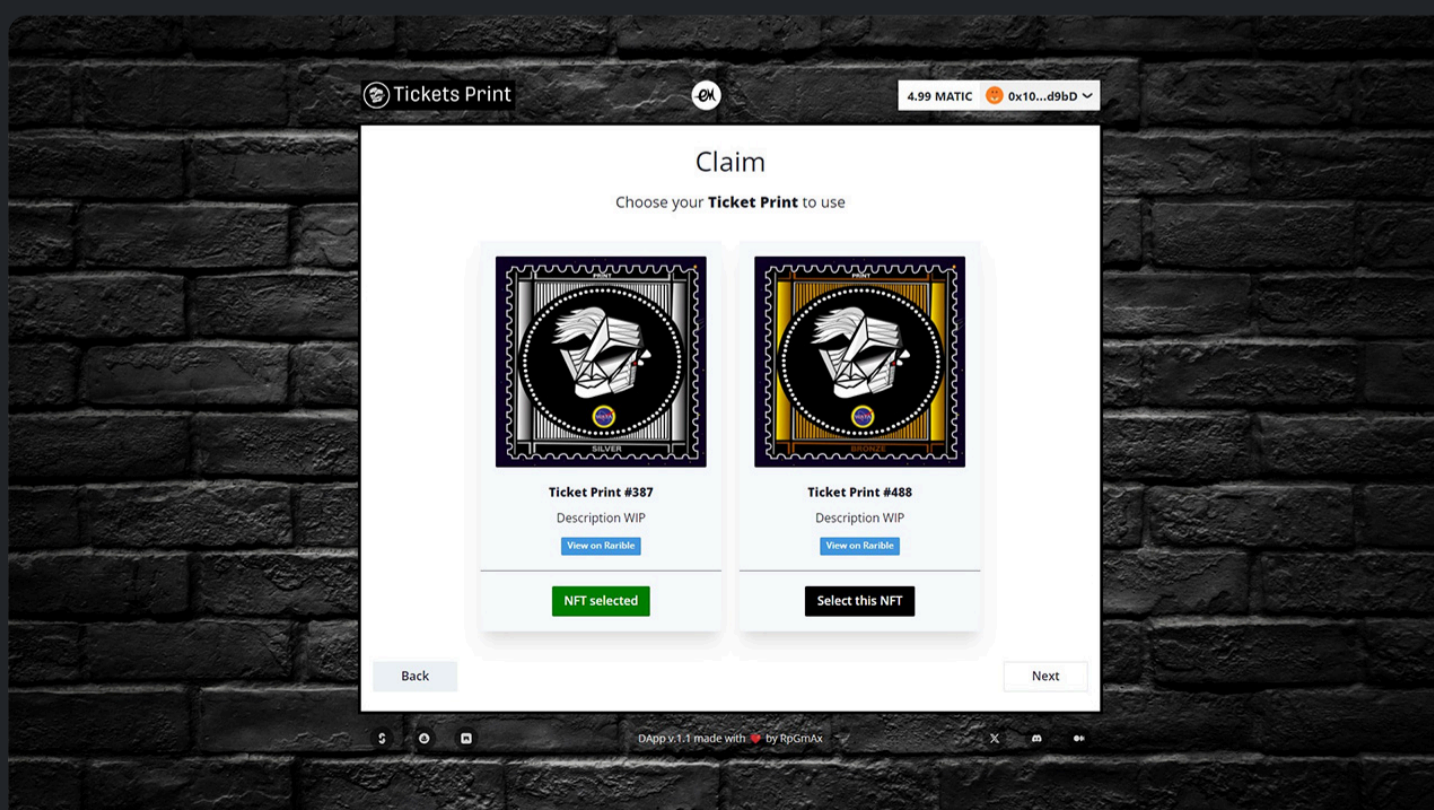 Tickets Print
4.99 MATIC 0x10...d9bD
Claim
Choose your Ticket Print to use
PRINT
SILVER
PRINT
BRONZE
Ticket Print #387
Description WIP
View on Rarible
NFT selected
Ticket Print #488
Description WIP
View on Rarible
Select this NFT
Back
Next
DApp v.1.1 made with by RpGmAx